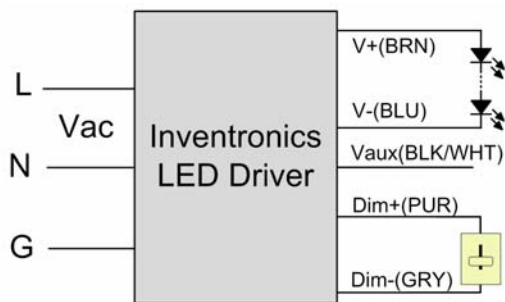 L
Vac
N
G
Inventronics
LED Driver
V+(BRN)
V-(BLU)
Vaux(BLK/WHT)
Dim+(PUR)
Dim-(GRY)